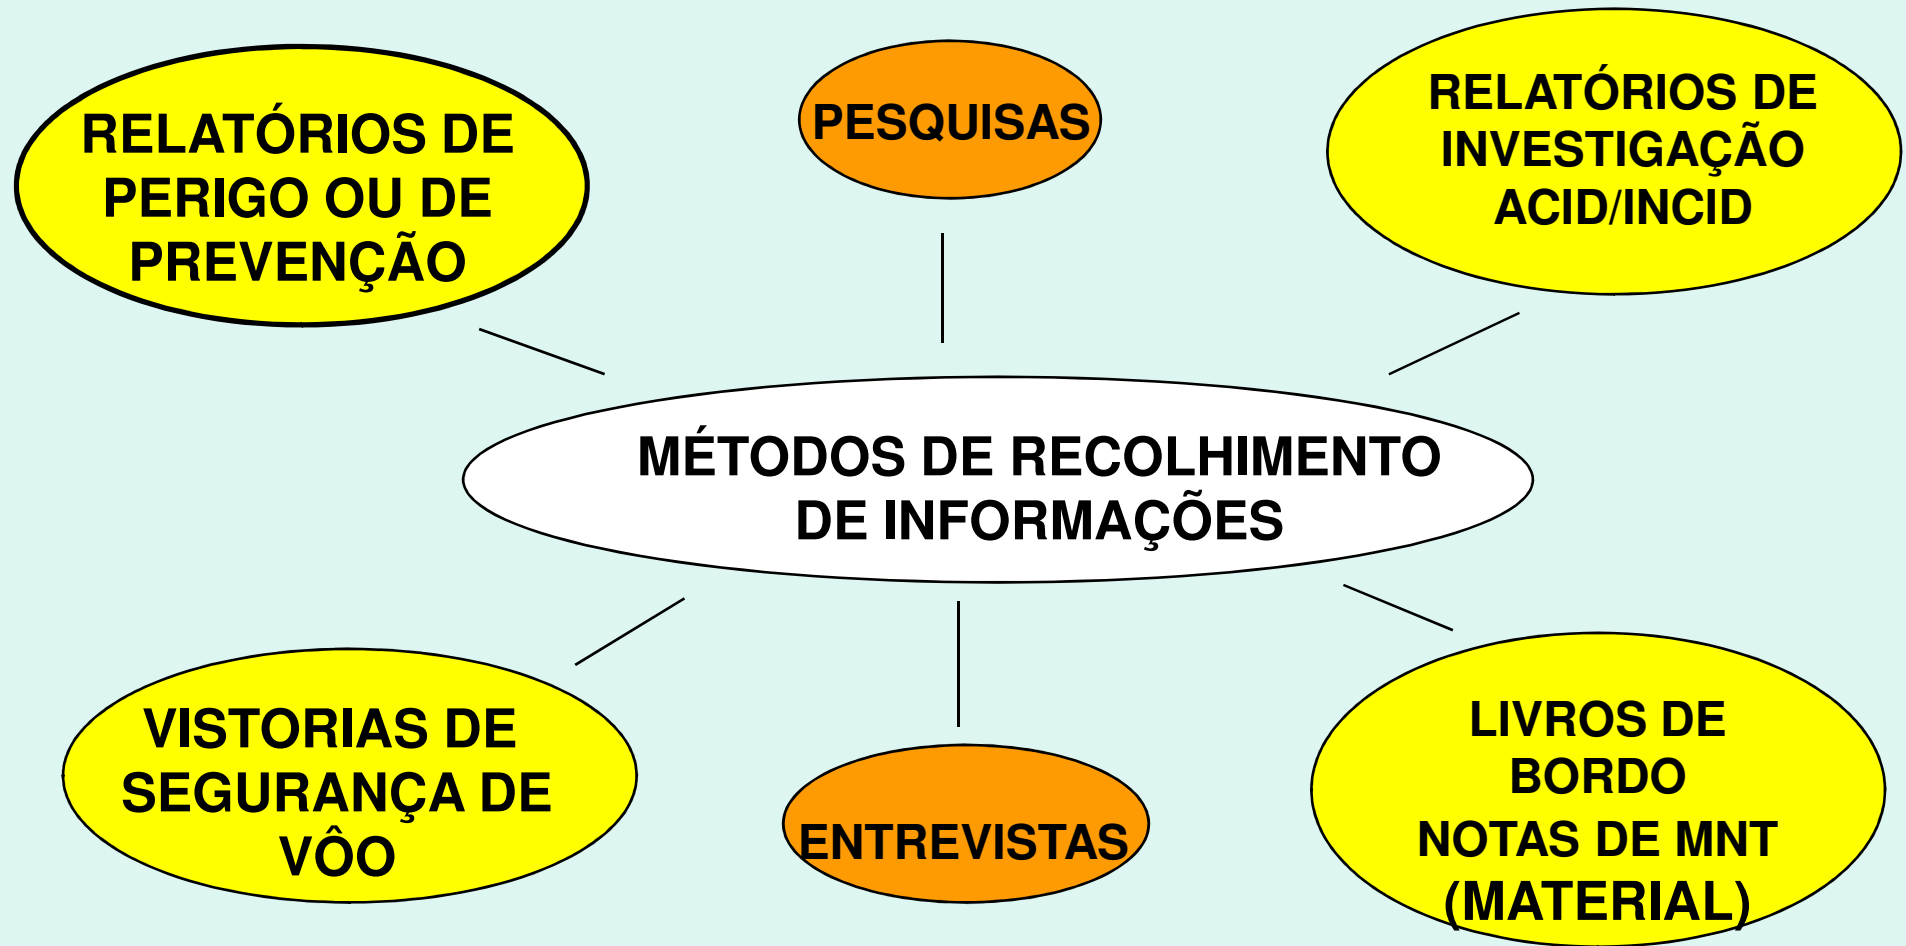 RELATÓRIOS DE
PERIGO OU DE
PREVENÇÃO
PESQUISAS
RELATÓRIOS DE
INVESTIGAÇÃO
ACID/INCID
MÉTODOS DE RECOLHIMENTO
DE INFORMAÇÕES
VISTORIAS DE
SEGURANÇA DE
VÔO
ENTREVISTAS
LIVROS DE
BORDO
NOTAS DE MNT
(MATERIAL)